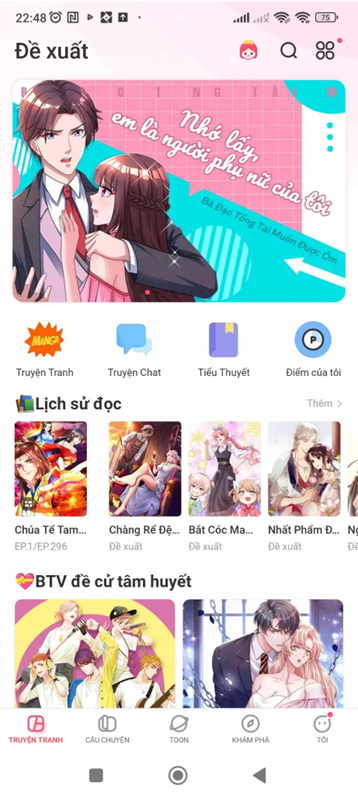 22:48
75
Đề xuất
Nhớ lấy,
em là người phụ nữ của tôi
Bá Đạo Tổng Tài Muốn Được Ôm
MANGA
P
Truyện Tranh
Truyện Chat
Tiểu Thuyết
Điểm của tôi
Lịch sử đọc
Thêm >
Chúa Tể Tam...
Chàng Rể Đệ...
Bắt Cóc Ma...
Nhất Phẩm Đ...
EP.1/EP.296
Đề xuất
Đề xuất
Đề xuất
BTV đề cử tâm huyết
TRUYỆN TRANH
CÂU CHUYỆN
TOON
KHÁM PHÁ
TÔI